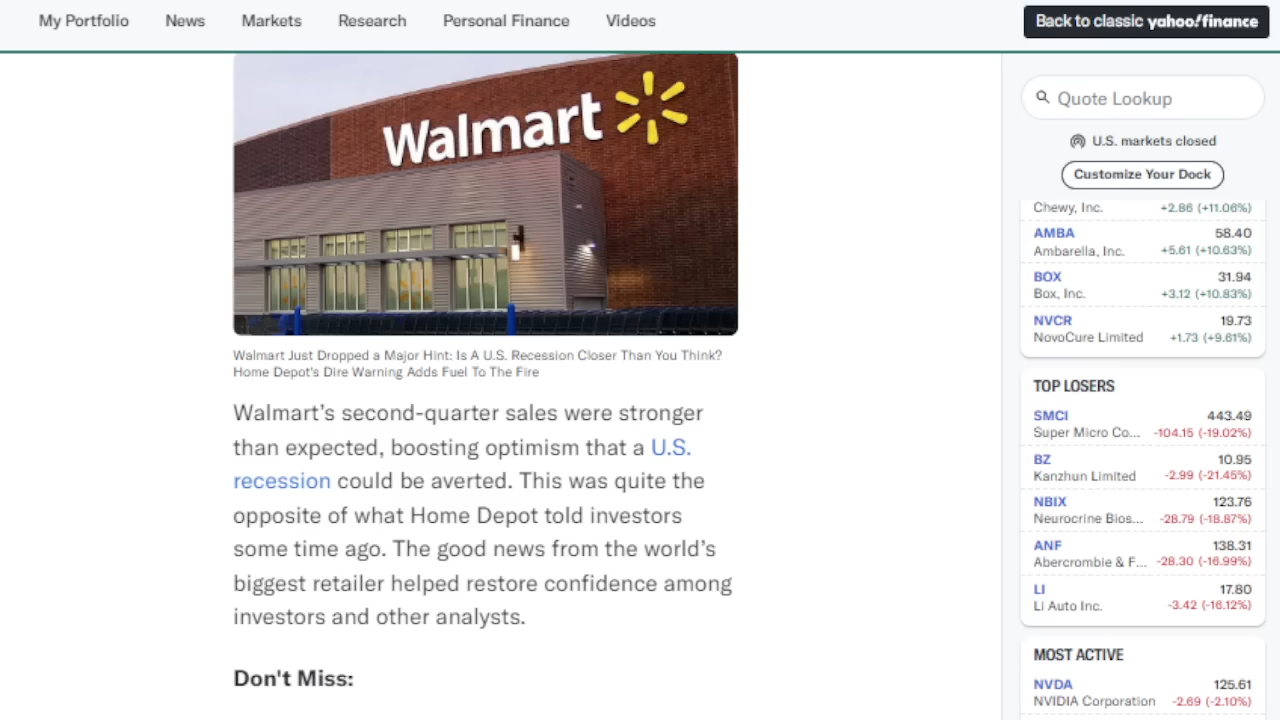 My Portfolio News Markets Research Personal Finance Videos
Back to classic yahoo!finance
Walmart
Walmart Just Dropped a Major Hint: Is A U.S. Recession Closer Than You Think?
Home Depot's Dire Warning Adds Fuel To The Fire
Walmart's second-quarter sales were stronger
than expected, boosting optimism that a U.S.
recession could be averted. This was quite the
opposite of what Home Depot told investors
some time ago. The good news from the world's
biggest retailer helped restore confidence among
investors and other analysts.
Don't Miss:
Quote Lookup
U.S. markets closed
Customize Your Dock
Chewy, Inc. +2.86 (+11.06%)
AMBA 58.40
Ambarella, Inc. +5.61 (+10.63%)
BOX 31.94
Box, Inc. +3.12 (+10.83%)
NVCR 19.73
NovoCure Limited +1.73 (+9.61%)
TOP LOSERS
SMCI 443.49
Super Micro Co... -104.15 (-19.02%)
BZ 10.95
Kanzhun Limited -2.99 (-21.45%)
NBIX 123.76
Neurocrine Bios... -28.79 (-18.87%)
ANF 138.31
Abercrombie & F... -28.30 (-16.99%)
LI 17.80
Li Auto Inc. -3.42 (-16.12%)
MOST ACTIVE
NVDA 125.61
NVIDIA Corporation -2.69 (-2.10%)